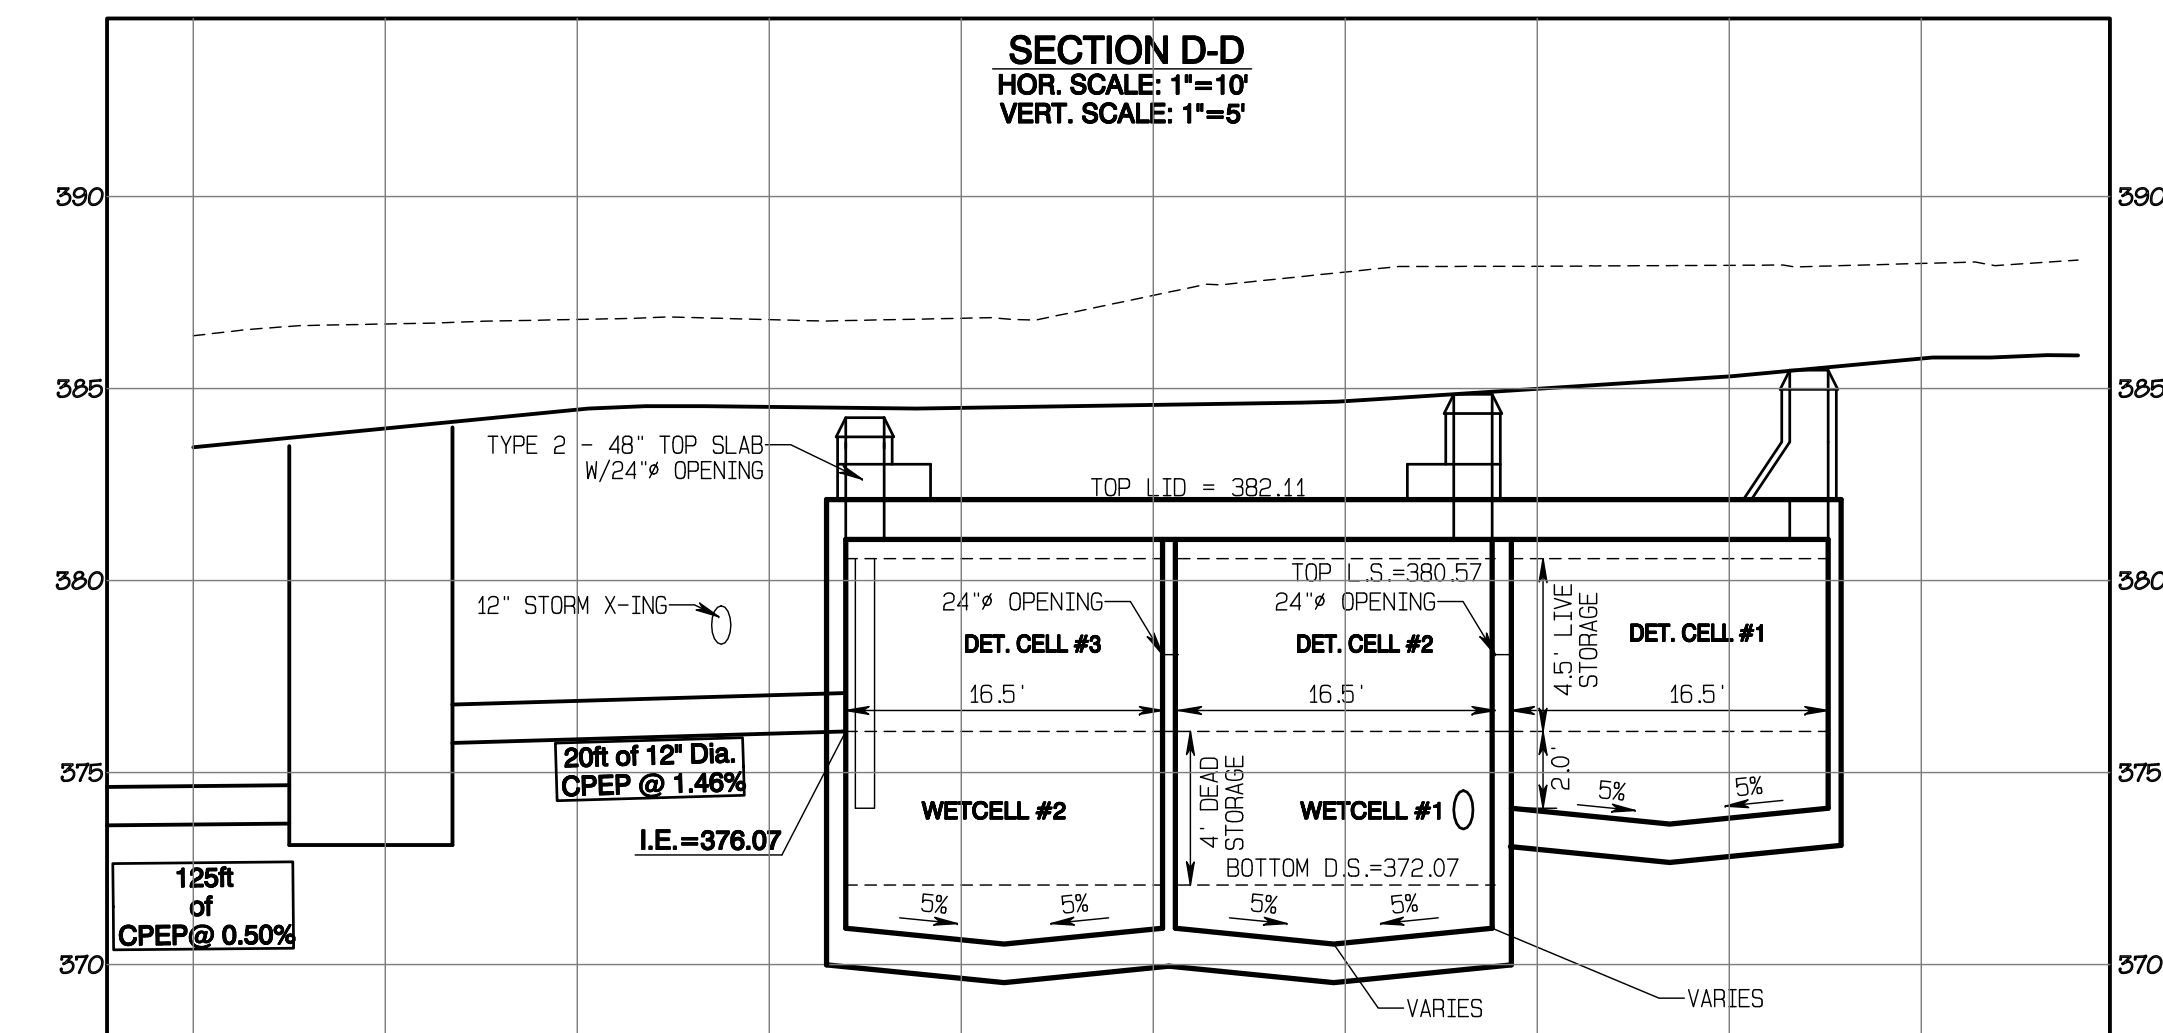 SECTION D-D
HOR. SCALE: 1"=10'
VERT. SCALE: 1"=5'
390
390
385
385
TYPE 2 - 48" TOP SLAB
W/24"ø OPENING
TOP LID = 382.11
380
380
TOP L.S.=380.57
12" STORM X-ING
24"ø OPENING
24"ø OPENING
4.5' LIVE
STORAGE
DET. CELL #3
DET. CELL #2
DET. CELL #1
16.5'
16.5'
16.5'
20ft of 12" Dia.
CPEP @ 1.46%
375
375
2.0'
5%
5%
4' DEAD
STORAGE
WETCELL #2
WETCELL #1
I.E.=376.07
BOTTOM D.S.=372.07
125ft
of
CPEP@ 0.50%
5%
5%
5%
5%
370
370
VARIES
VARIES